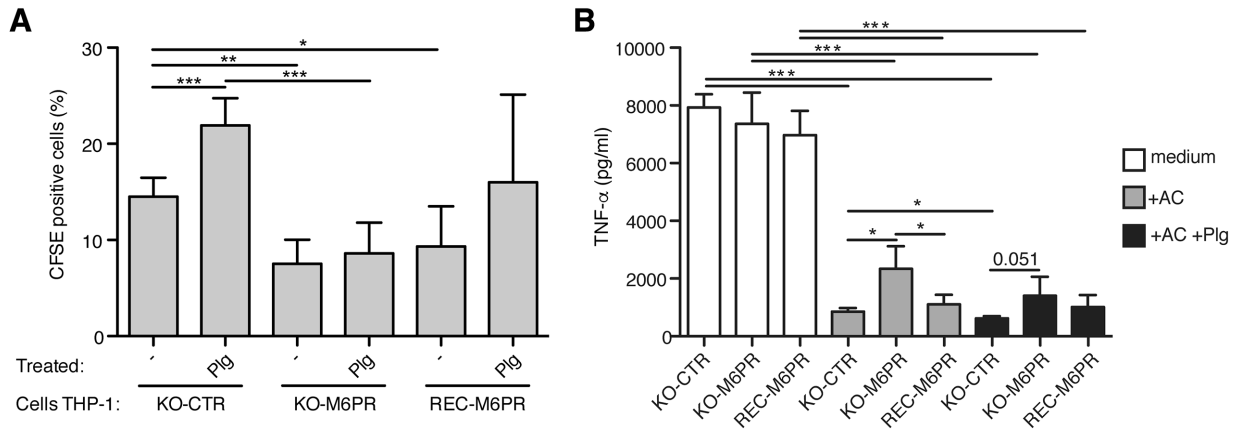 A
CFSE positive cells (%)
30
20
10
0
*
**
***
***
Treated: - Plg - Plg - Plg
Cells THP-1: KO-CTR KO-M6PR REC-M6PR
B
TNF-α (pg/ml)
10000
8000
6000
4000
2000
0
***
***
***
*
*
*
0.051
KO-CTR
KO-M6PR
REC-M6PR
KO-CTR
KO-M6PR
REC-M6PR
KO-CTR
KO-M6PR
REC-M6PR
medium
+AC
+AC +Plg